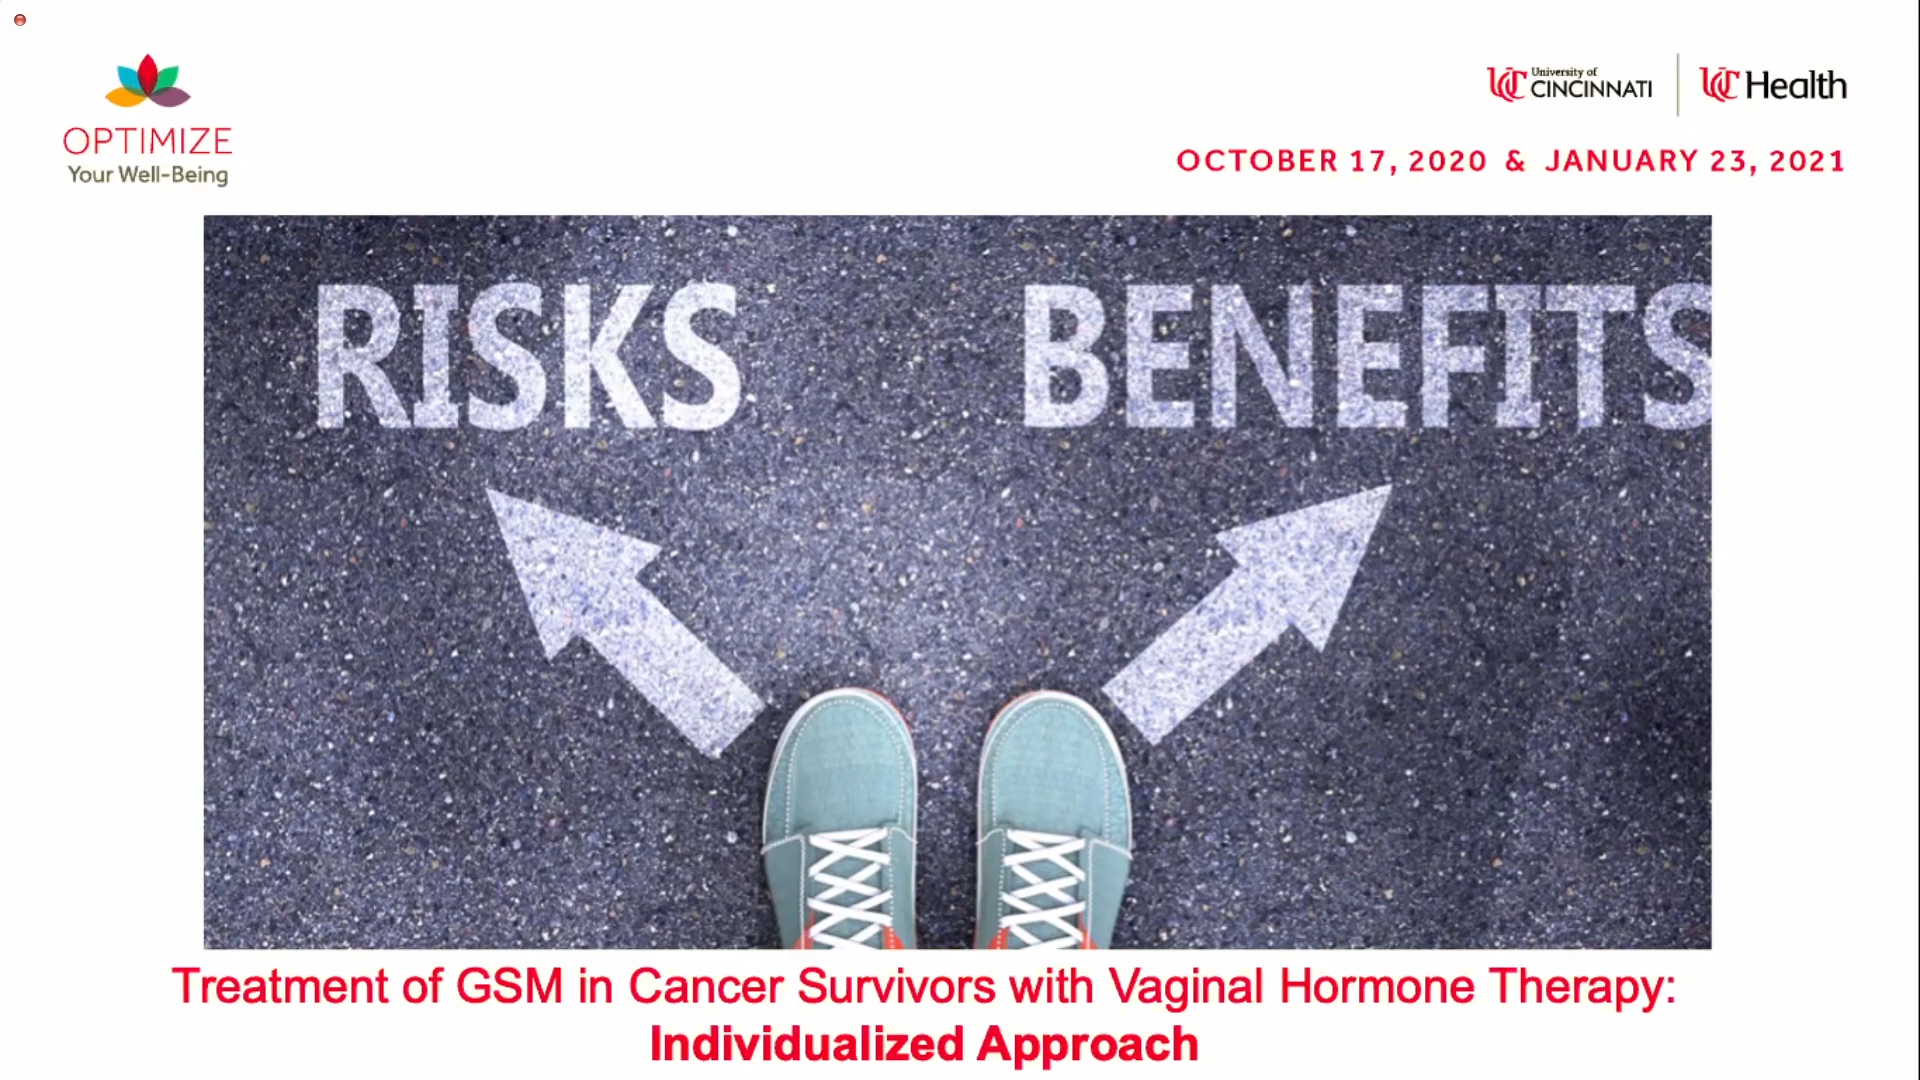 OPTIMIZE
Your Well-Being
University of
CINCINNATI
Health
OCTOBER 17, 2020 & JANUARY 23, 2021
RISKS
BENEFITS
Treatment of GSM in Cancer Survivors with Vaginal Hormone Therapy:
Individualized Approach